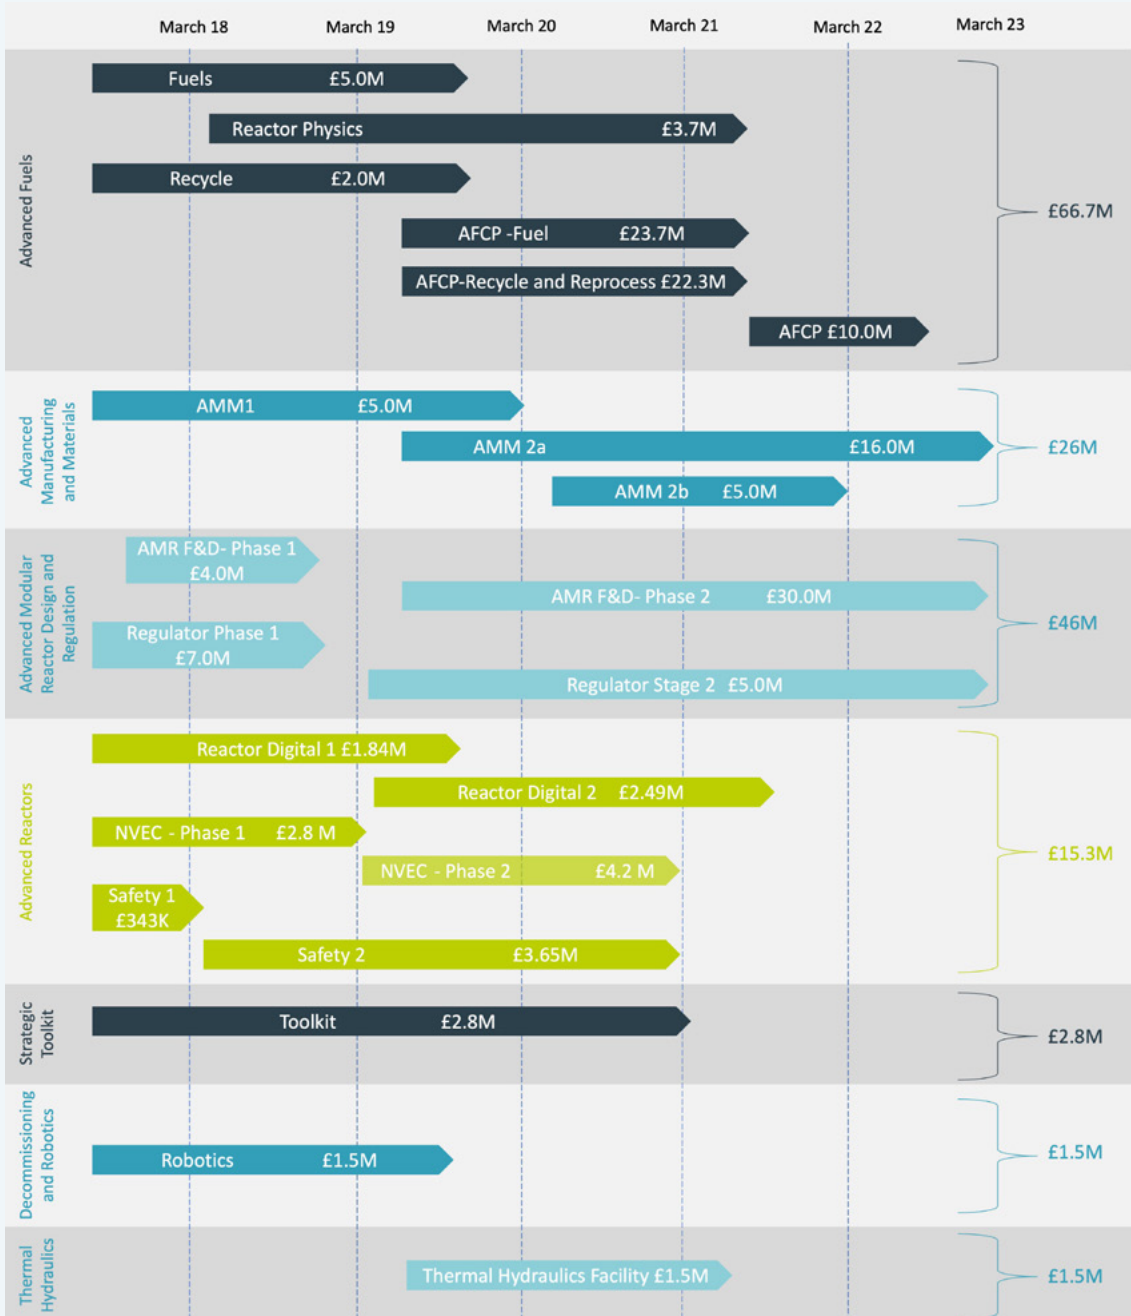 March 18 March 19 March 20 March 21 March 22 March 23
Advanced Fuels
Fuels £5.0M
Reactor Physics £3.7M
Recycle £2.0M
AFCP -Fuel £23.7M
AFCP-Recycle and Reprocess £22.3M
AFCP £10.0M
£66.7M
Advanced
Manufacturing
and Materials
AMM1 £5.0M
AMM 2a £16.0M
AMM 2b £5.0M
£26M
Advanced Modular
Reactor Design and
Regulation
AMR F&D- Phase 1
£4.0M
AMR F&D- Phase 2 £30.0M
Regulator Phase 1
£7.0M
Regulator Stage 2 £5.0M
£46M
Advanced Reactors
Reactor Digital 1 £1.84M
Reactor Digital 2 £2.49M
NVEC - Phase 1 £2.8 M
NVEC - Phase 2 £4.2 M
Safety 1
£343K
Safety 2 £3.65M
£15.3M
Strategic
Toolkit
Toolkit £2.8M
£2.8M
Decommissioning
and Robotics
Robotics £1.5M
£1.5M
Thermal
Hydraulics
Thermal Hydraulics Facility £1.5M
£1.5M